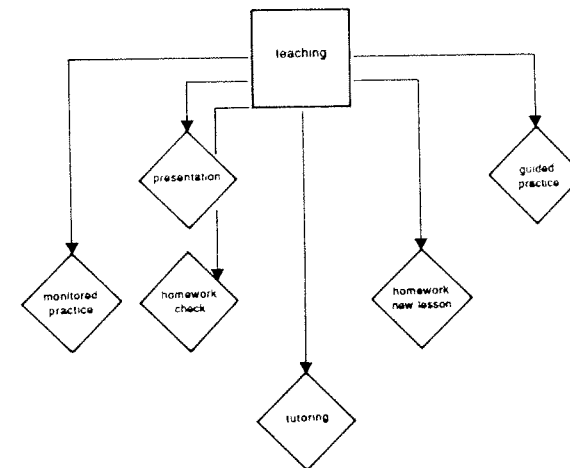 teaching
presentation
guided
practice
monitored
practice
homework
check
homework
new lesson
tutoring